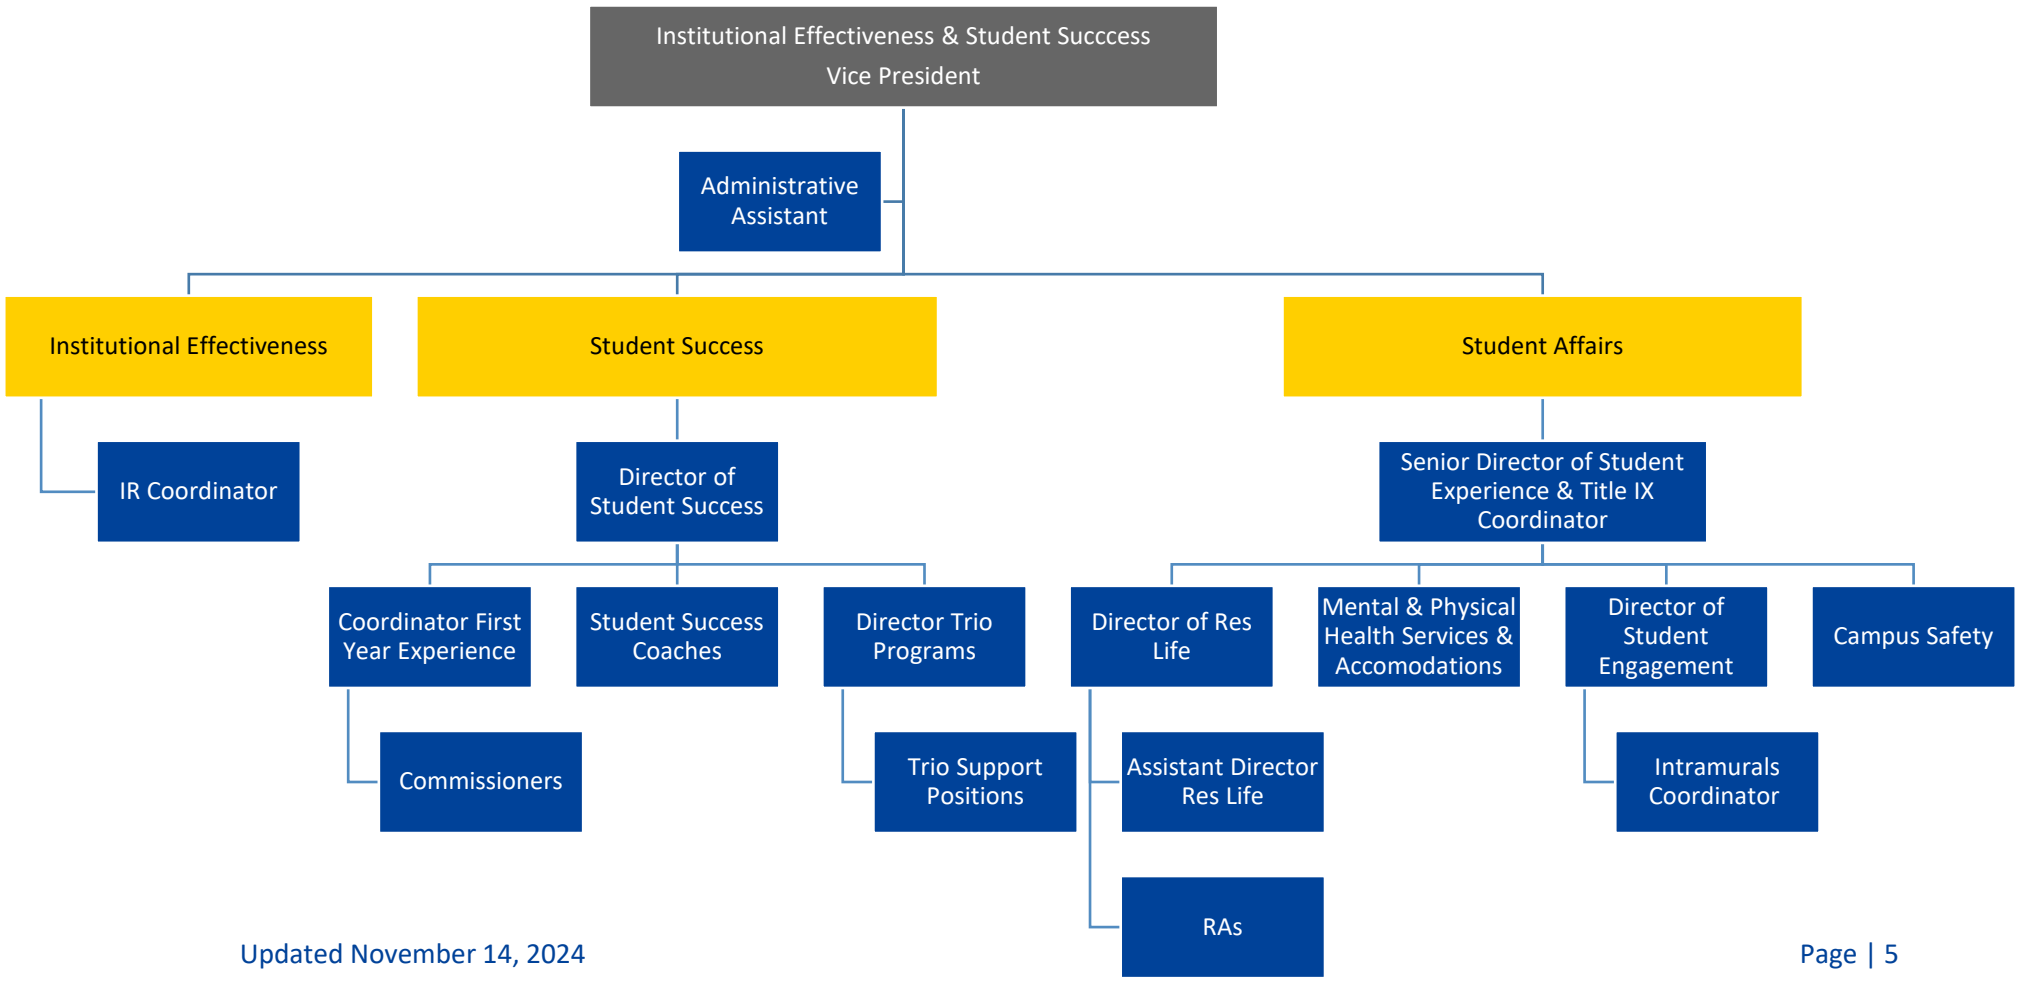 Institutional Effectiveness & Student Succcess
Vice President
Administrative
Assistant
Institutional Effectiveness
Student Success
Student Affairs
IR Coordinator
Director of
Student Success
Senior Director of Student
Experience & Title IX
Coordinator
Coordinator First
Year Experience
Student Success
Coaches
Director Trio
Programs
Director of Res
Life
Mental & Physical
Health Services &
Accomodations
Director of
Student
Engagement
Campus Safety
Commissioners
Trio Support
Positions
Assistant Director
Res Life
Intramurals
Coordinator
RAs
Updated November 14, 2024
Page | 5